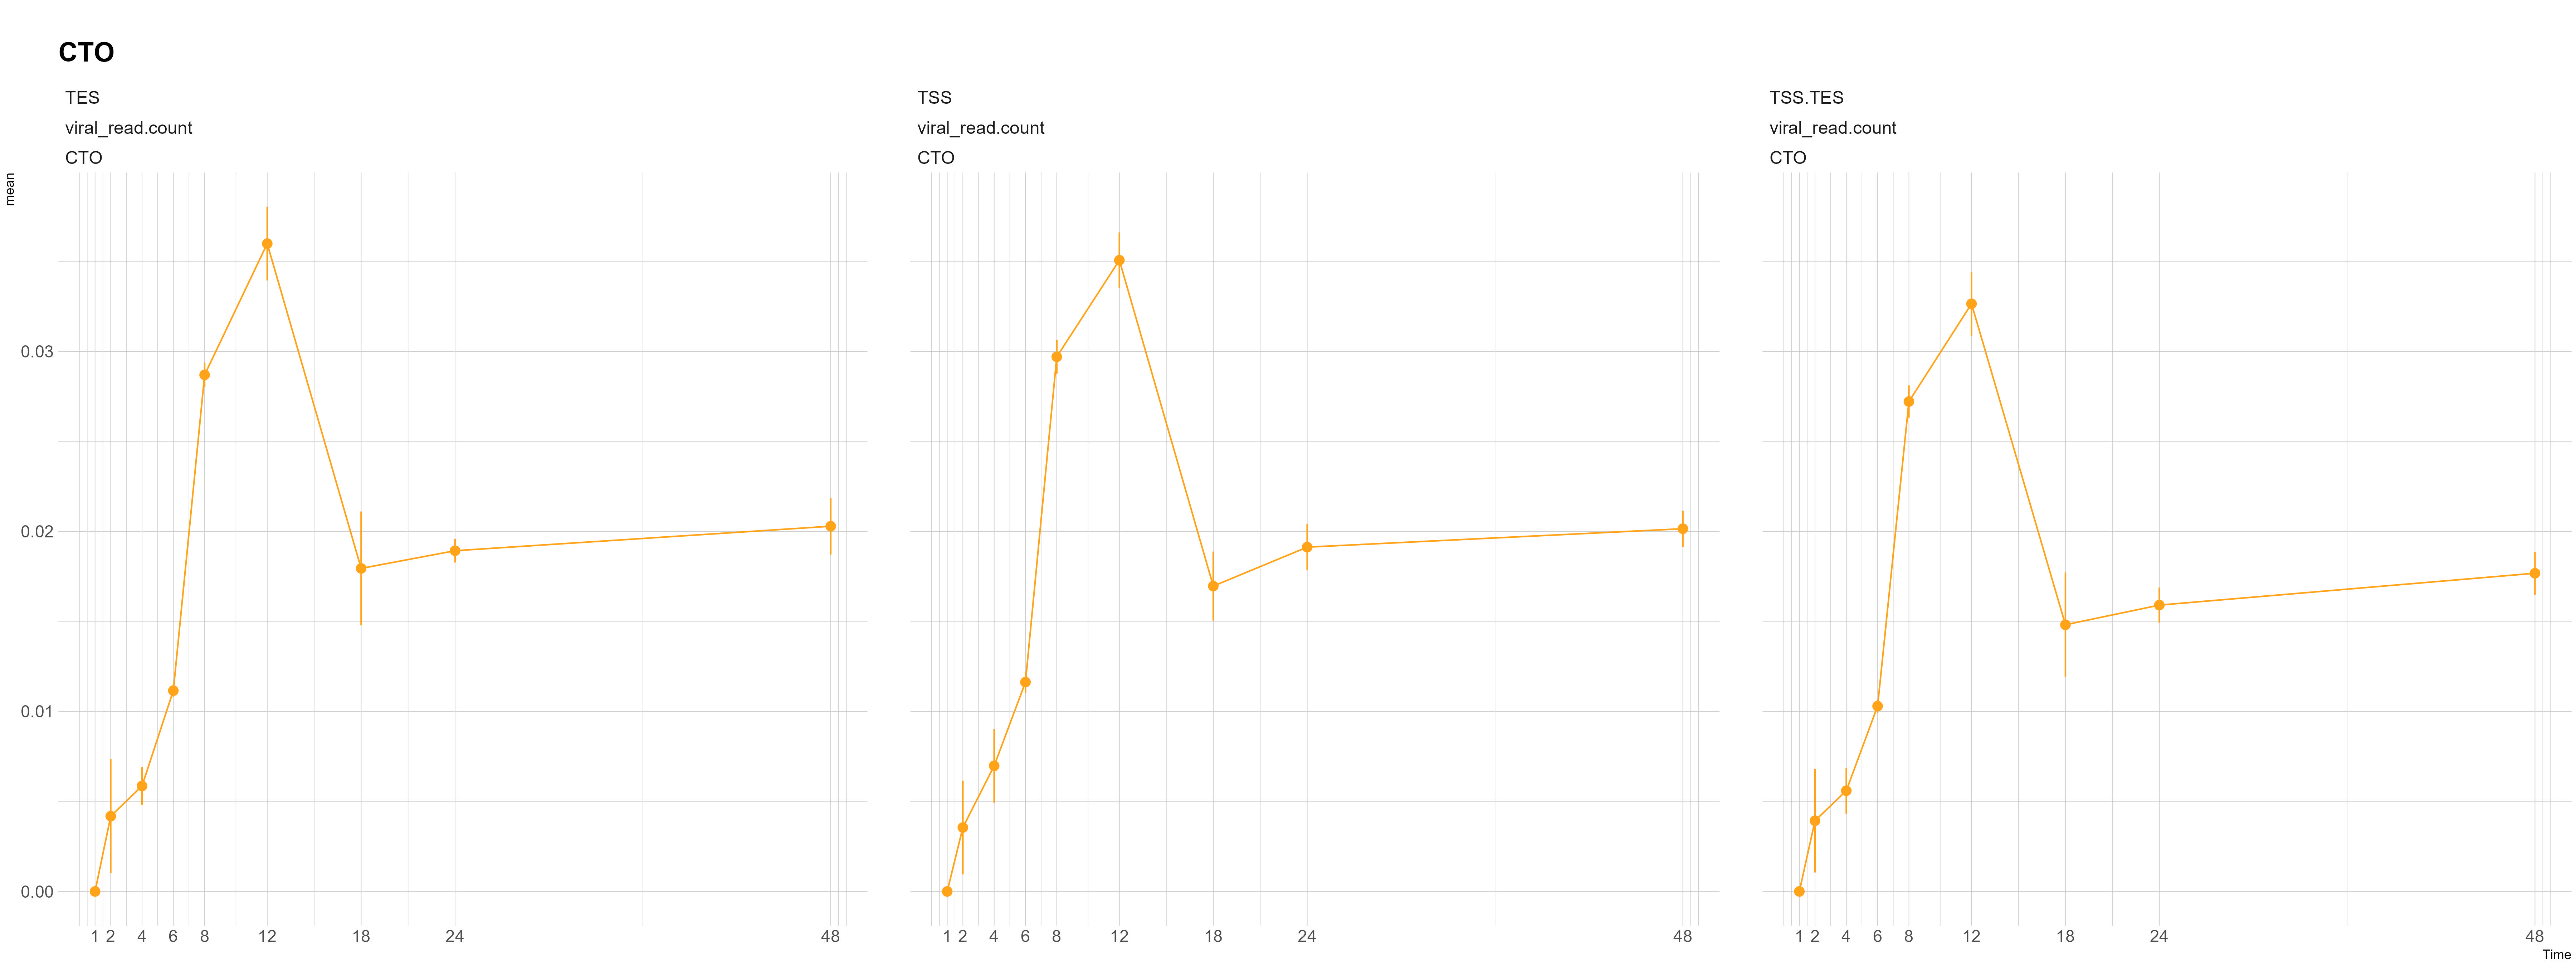 CTO
TES
viral_read.count
CTO
TSS
viral_read.count
CTO
TSS.TES
viral_read.count
CTO
mean
0.03
0.02
0.01
0.00
1 2 4 6 8 12 18 24 48
1 2 4 6 8 12 18 24 48
1 2 4 6 8 12 18 24 48
Time